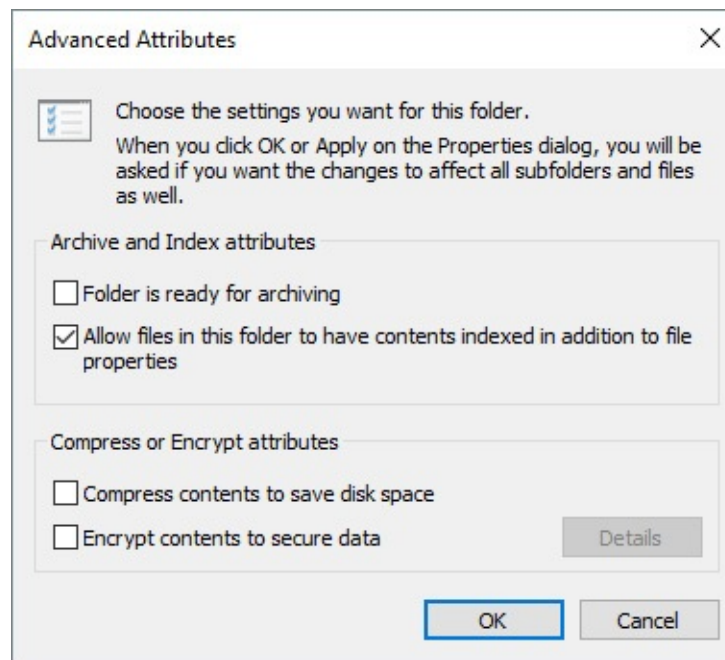 Advanced Attributes
Choose the settings you want for this folder.
When you click OK or Apply on the Properties dialog, you will be
asked if you want the changes to affect all subfolders and files
as well.
Archive and Index attributes
Folder is ready for archiving
Allow files in this folder to have contents indexed in addition to file
properties
Compress or Encrypt attributes
Compress contents to save disk space
Encrypt contents to secure data
Details
OK
Cancel